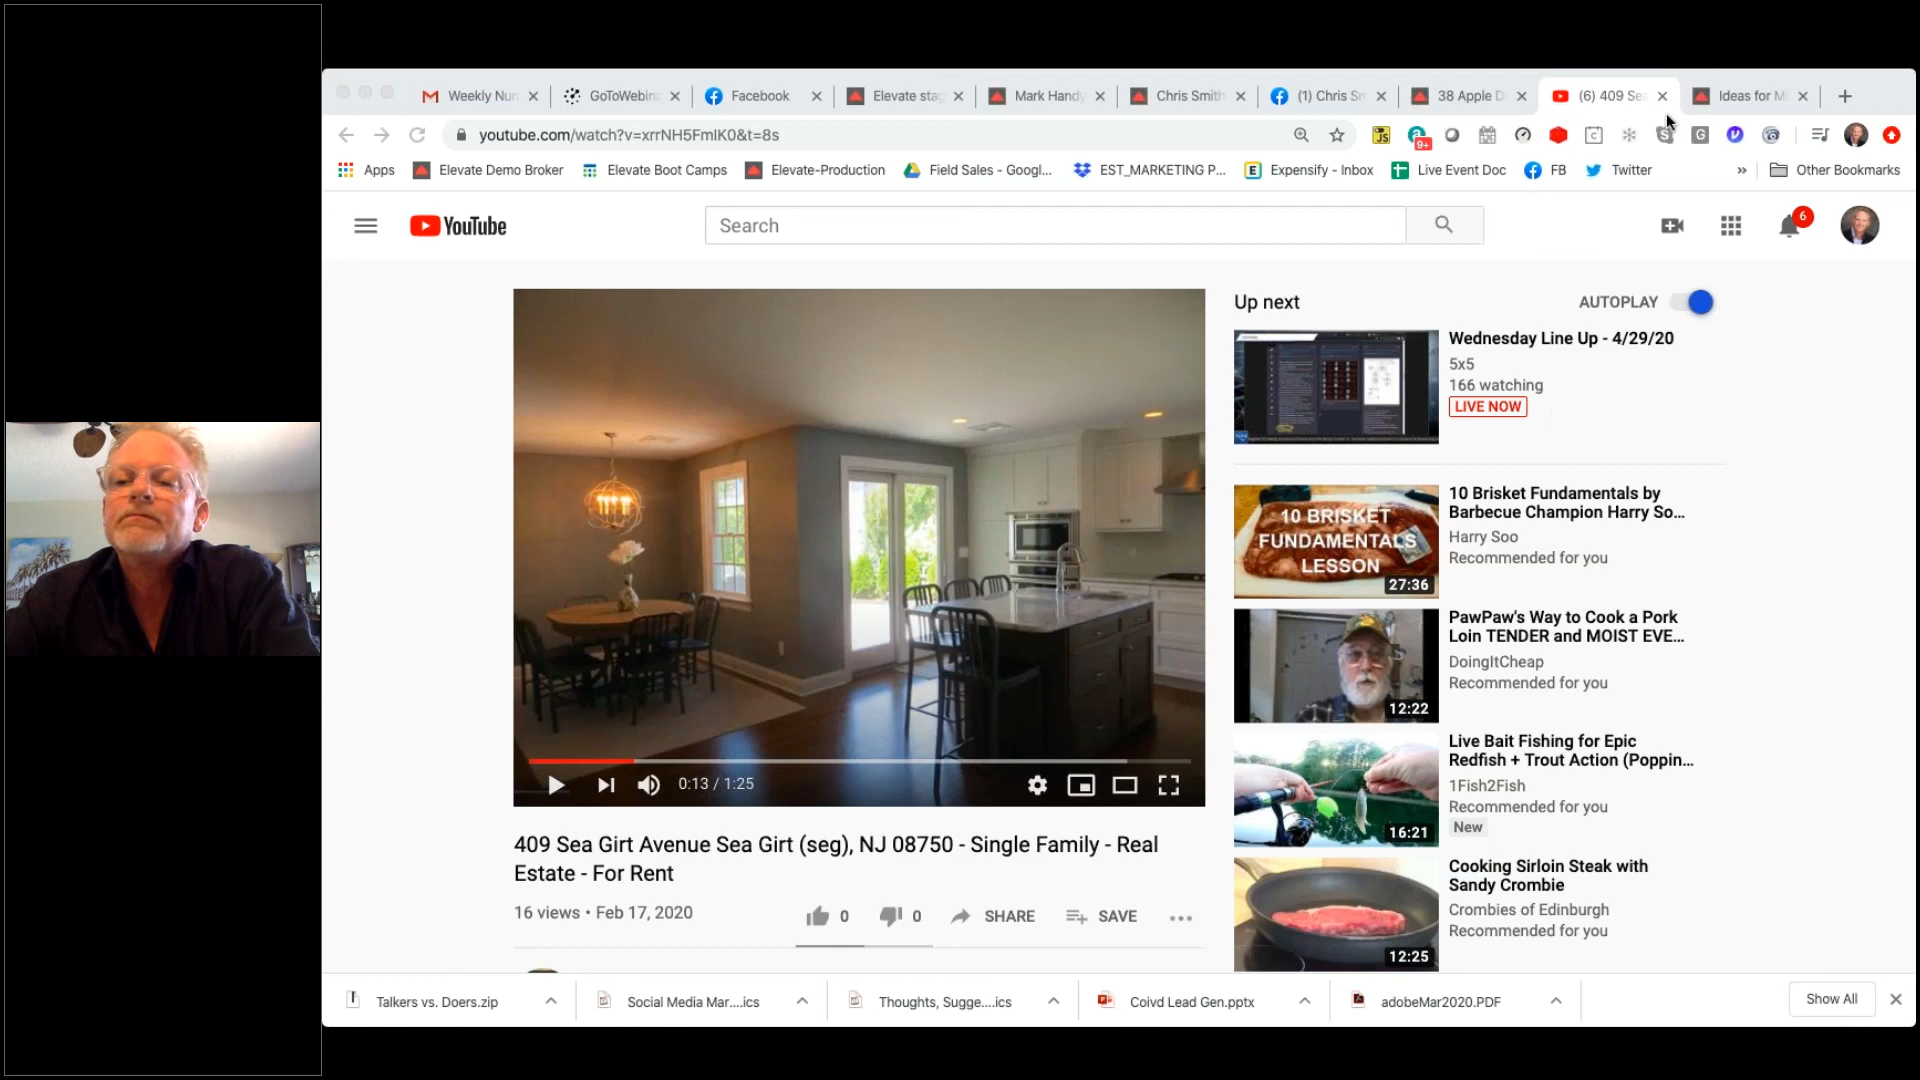 Weekly Nun
GoToWebina
Facebook
Elevate stag
Mark Handy
Chris Smith
(1) Chris Sm
38 Apple D
(6) 409 Sea
Ideas for Mi
youtube.com/watch?v=xrrNH5FmIK0&t=8s
JS
9+
Apps
Elevate Demo Broker
Elevate Boot Camps
Elevate-Production
Field Sales - Googl...
EST_MARKETING P...
Expensify - Inbox
Live Event Doc
FB
Twitter
»
Other Bookmarks
YouTube
Search
6
Up next
AUTOPLAY
Wednesday Line Up - 4/29/20
5x5
166 watching
LIVE NOW
10 BRISKET
FUNDAMENTALS
LESSON
27:36
10 Brisket Fundamentals by
Barbecue Champion Harry So...
Harry Soo
Recommended for you
12:22
PawPaw's Way to Cook a Pork
Loin TENDER and MOIST EVE...
DoingItCheap
Recommended for you
16:21
Live Bait Fishing for Epic
Redfish + Trout Action (Poppin...
1Fish2Fish
Recommended for you
New
12:25
Cooking Sirloin Steak with
Sandy Crombie
Crombies of Edinburgh
Recommended for you
0:13 / 1:25
409 Sea Girt Avenue Sea Girt (seg), NJ 08750 - Single Family - Real
Estate - For Rent
16 views • Feb 17, 2020
0
0
SHARE
SAVE
Talkers vs. Doers.zip
Social Media Mar....ics
Thoughts, Sugge....ics
Coivd Lead Gen.pptx
adobeMar2020.PDF
Show All